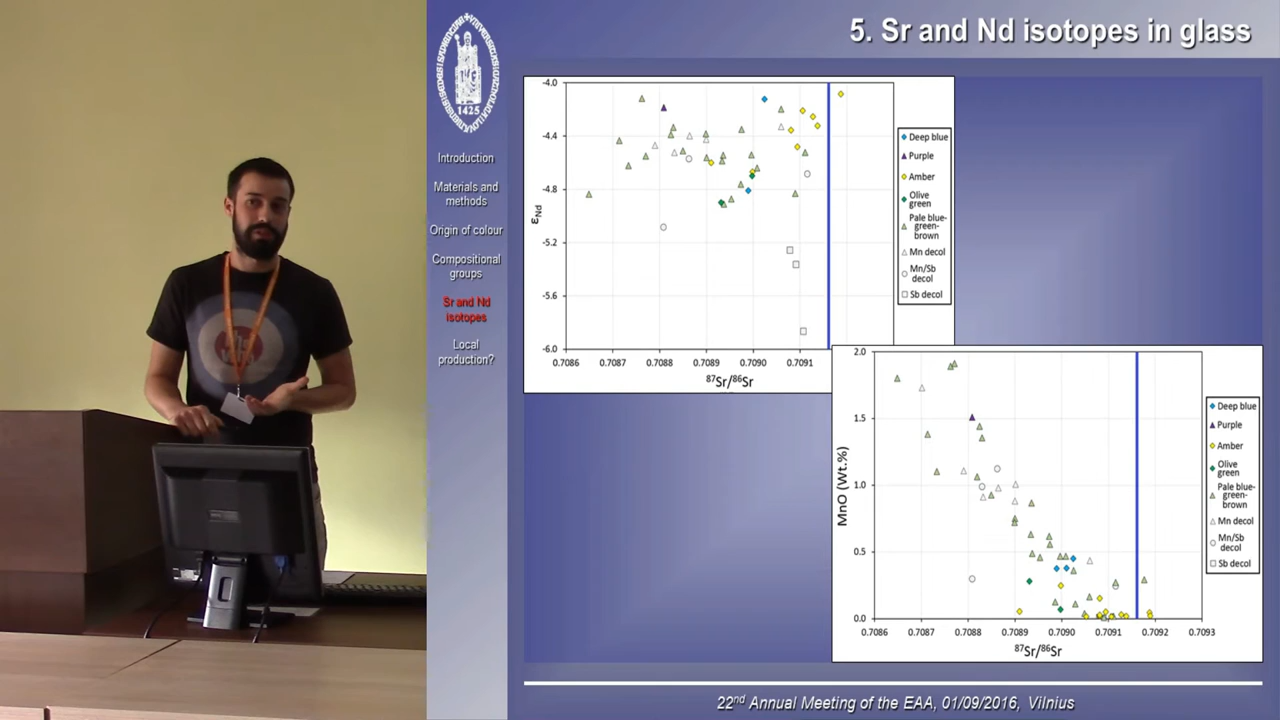 5. Sr and Nd isotopes in glass
1425
Introduction
Materials and
methods
Origin of colour
Compositional
groups
Sr and Nd
isotopes
Local
production?
-4.0
-4.4
-4.8
-5.2
-5.6
-6.0
εNd
0.7086 0.7087 0.7088 0.7089 0.7090 0.7091
⁸⁷Sr/⁸⁶Sr
Deep blue
Purple
Amber
Olive
green
Pale blue-
green-
brown
Mn decol
Mn/Sb
decol
Sb decol
2.0
1.5
1.0
0.5
0.0
MnO (Wt.%)
0.7086 0.7087 0.7088 0.7089 0.7090 0.7091 0.7092 0.7093
⁸⁷Sr/⁸⁶Sr
Deep blue
Purple
Amber
Olive
green
Pale blue-
green-
brown
Mn decol
Mn/Sb
decol
Sb decol
22nd Annual Meeting of the EAA, 01/09/2016, Vilnius